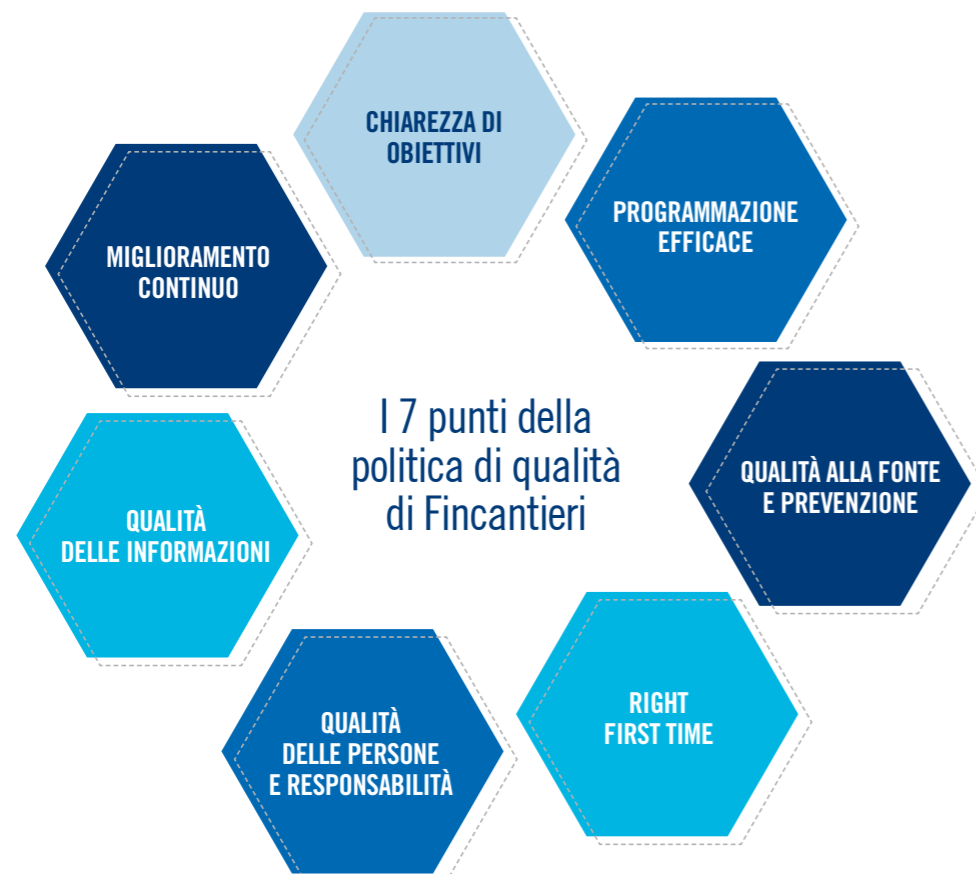 CHIAREZZA DI
OBIETTIVI
PROGRAMMAZIONE
EFFICACE
MIGLIORAMENTO
CONTINUO
I 7 punti della
politica di qualità
di Fincantieri
QUALITÀ ALLA FONTE
E PREVENZIONE
QUALITÀ
DELLE INFORMAZIONI
RIGHT
FIRST TIME
QUALITÀ
DELLE PERSONE
E RESPONSABILITÀ